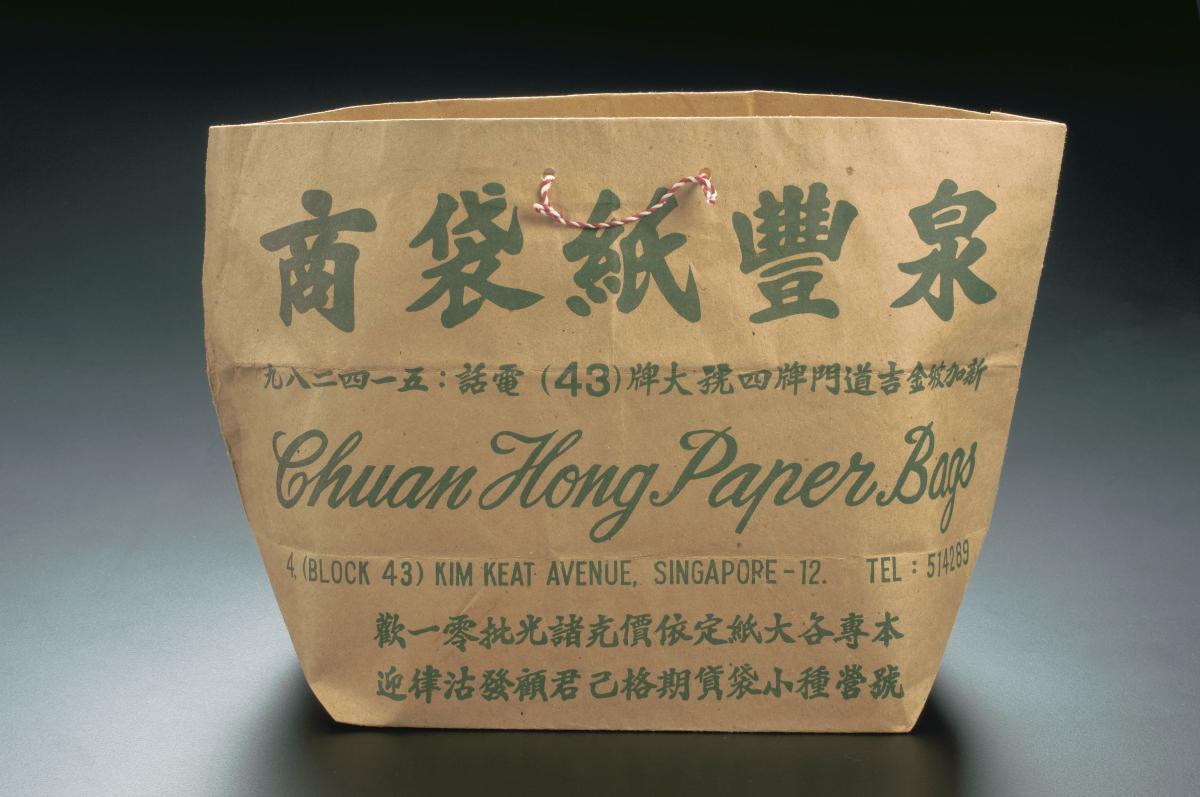 泉豐紙袋商
新加坡金吉道門牌四號大牌(43) 電話：五一四二八九
Chuan Hong Paper Bags
4, (BLOCK 43) KIM KEAT AVENUE, SINGAPORE-12. TEL: 514289
本號專營各種大小紙袋定貨依期價格克己諸君光顧批發零沽一律歡迎